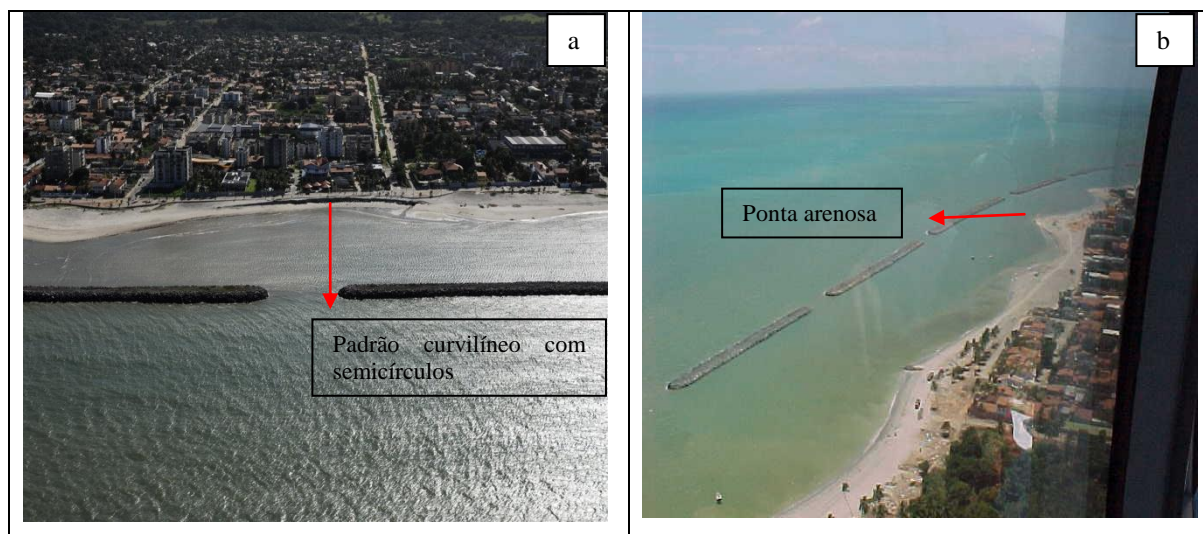 a
Padrão curvilíneo com
semicírculos
b
Ponta arenosa